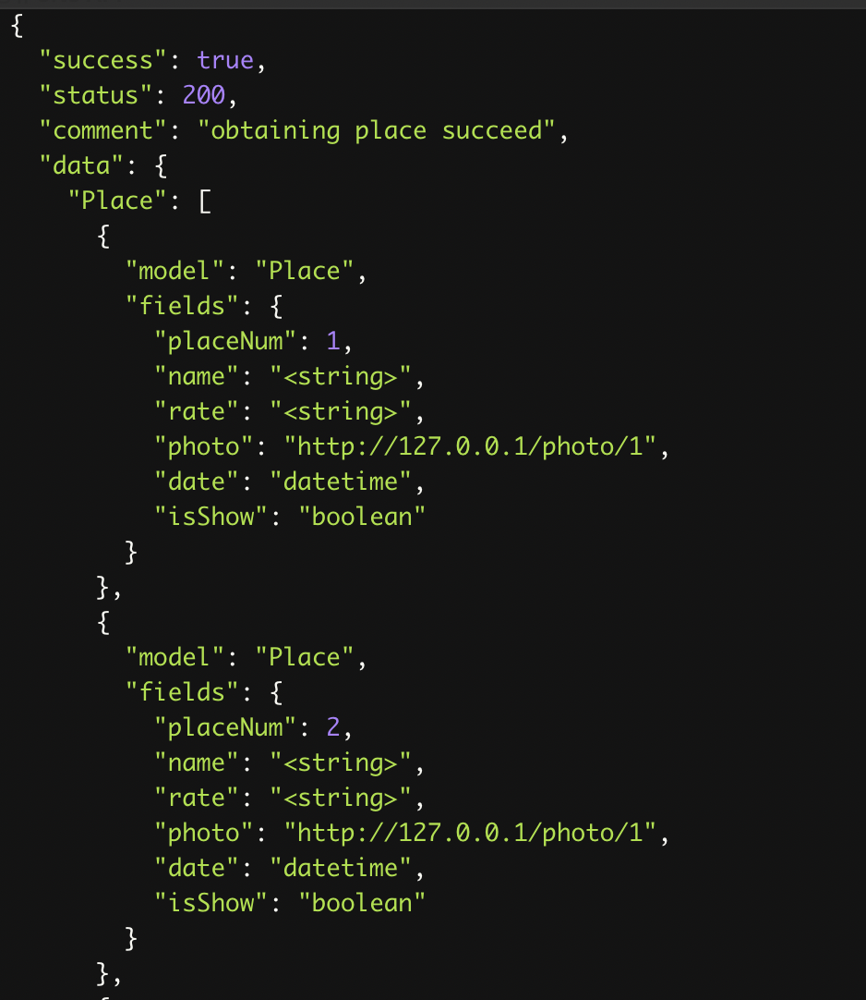 {
  "success": true,
  "status": 200,
  "comment": "obtaining place succeed",
  "data": {
    "Place": [
      {
        "model": "Place",
        "fields": {
          "placeNum": 1,
          "name": "<string>",
          "rate": "<string>",
          "photo": "http://127.0.0.1/photo/1",
          "date": "datetime",
          "isShow": "boolean"
        }
      },
      {
        "model": "Place",
        "fields": {
          "placeNum": 2,
          "name": "<string>",
          "rate": "<string>",
          "photo": "http://127.0.0.1/photo/1",
          "date": "datetime",
          "isShow": "boolean"
        }
      },